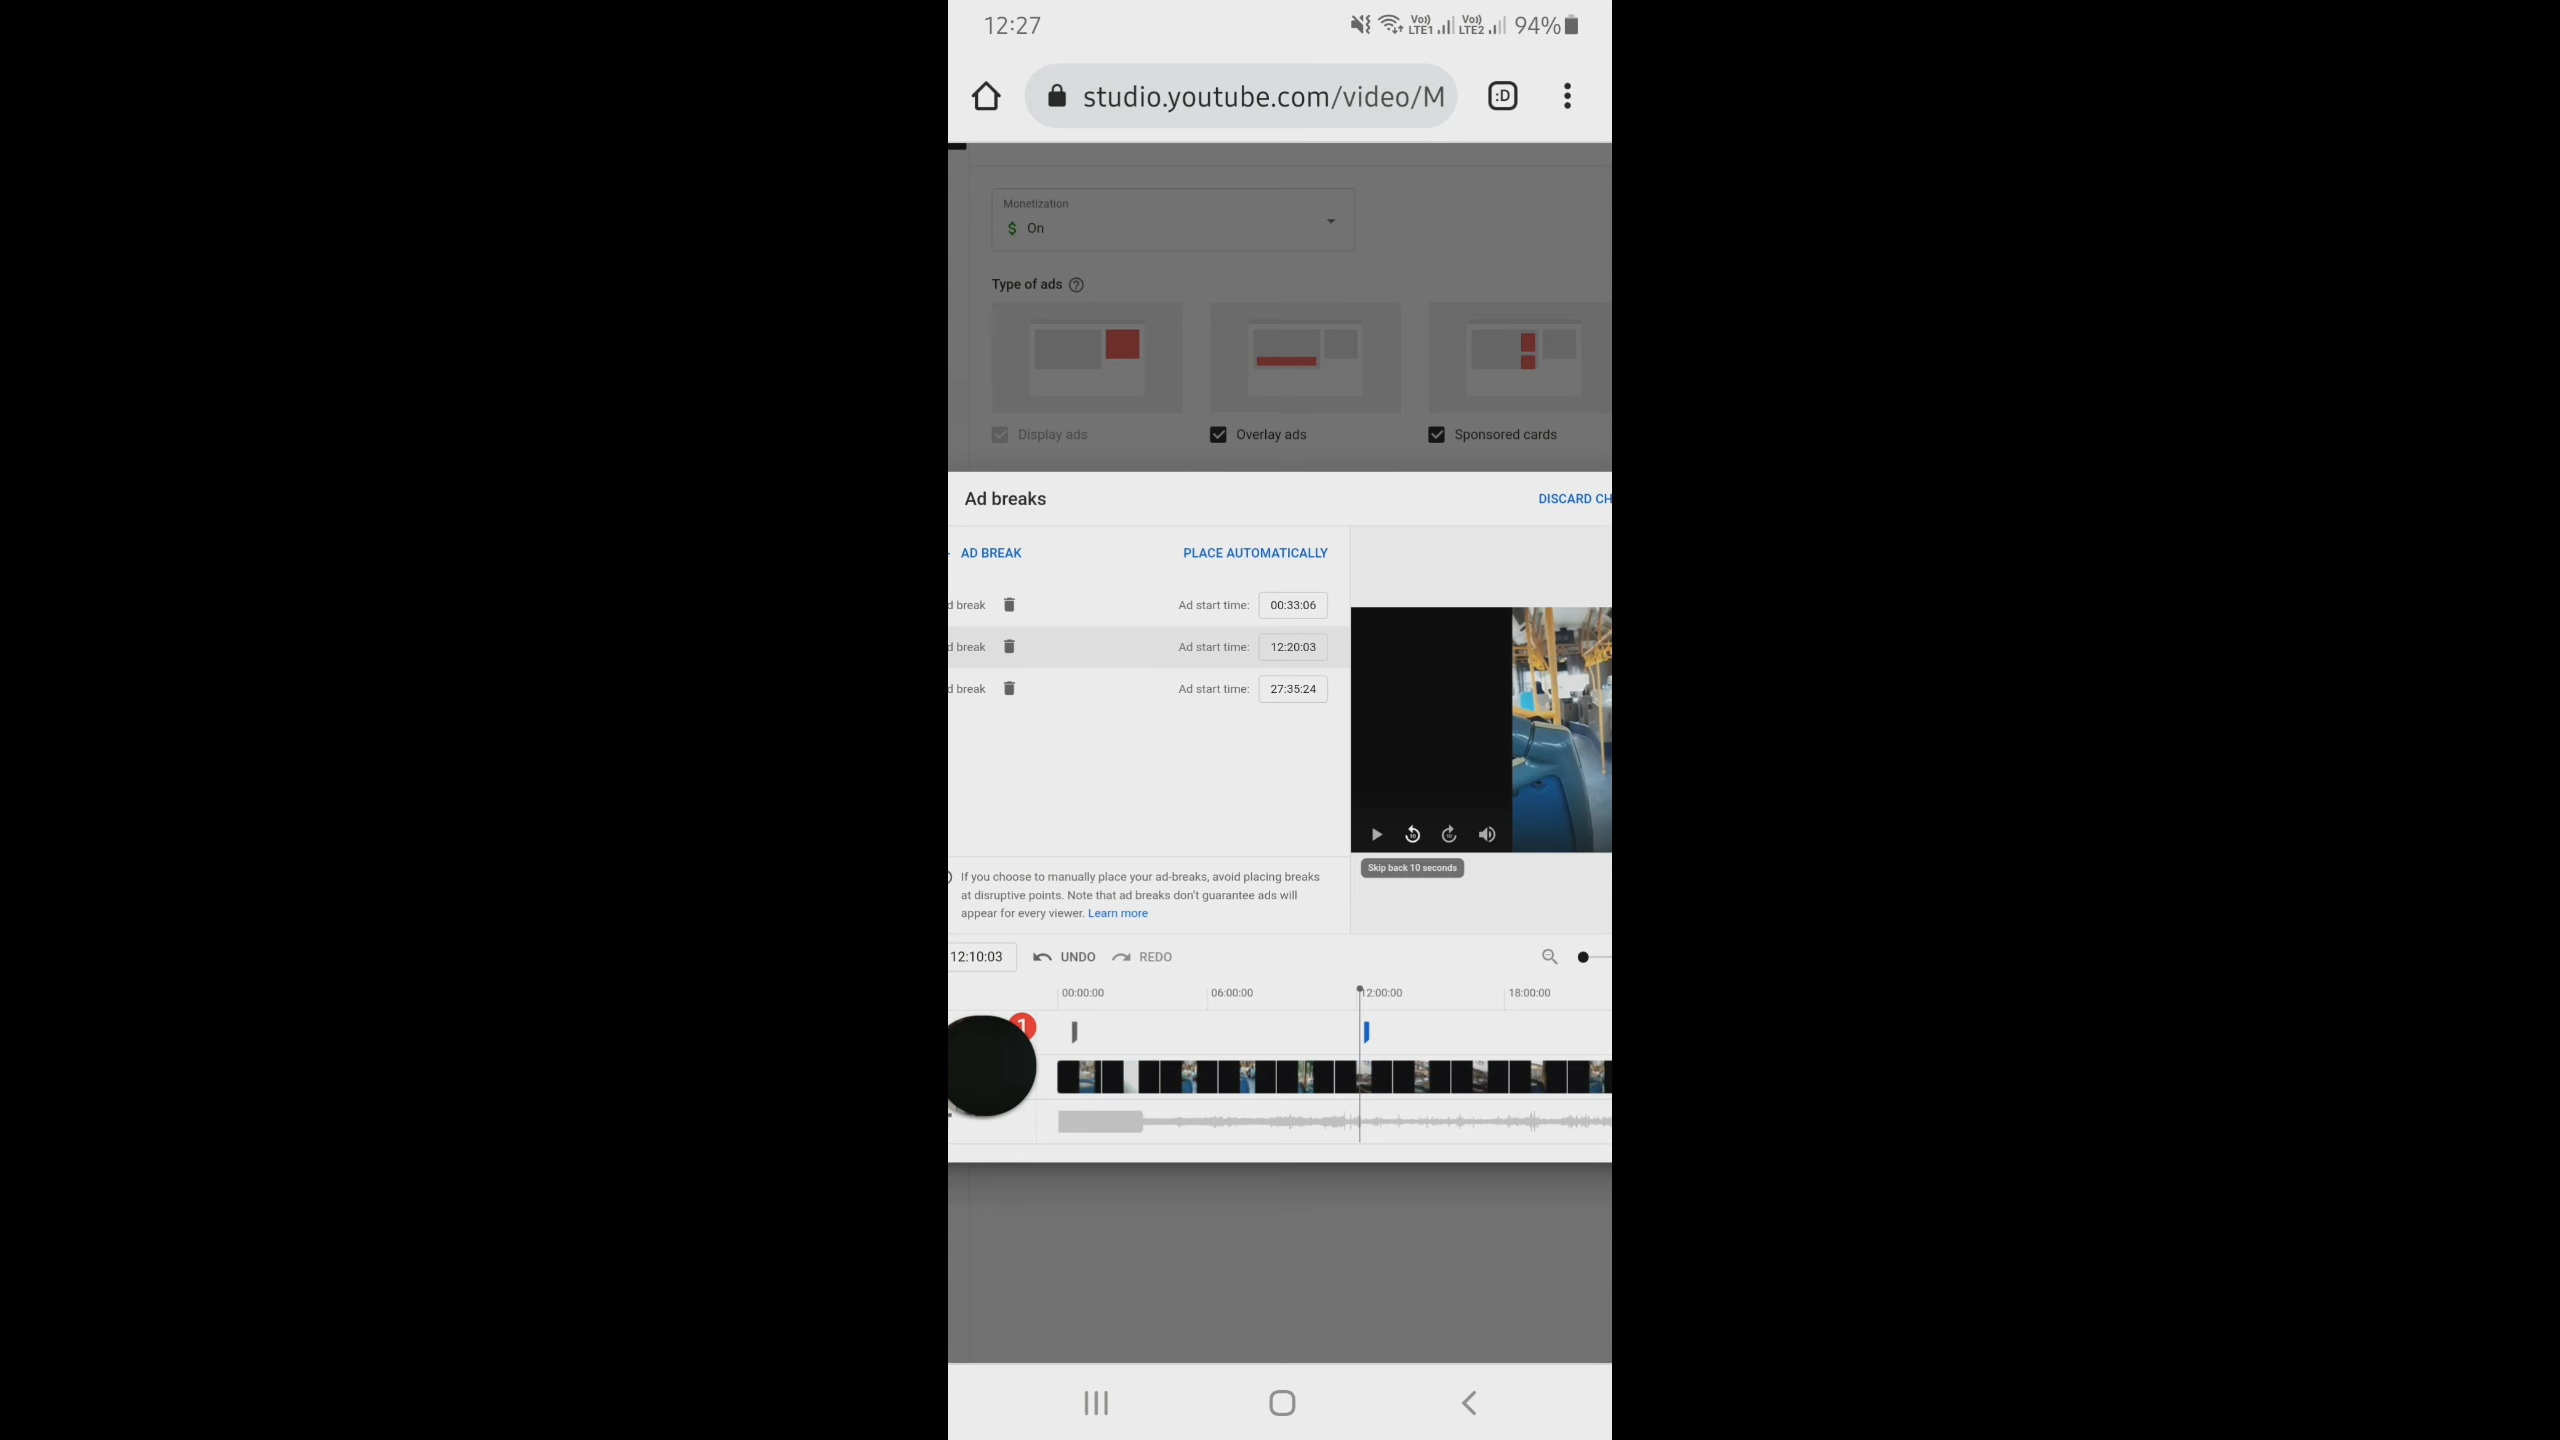 12:27
Vo)) LTE1 Vo)) LTE2 94%
studio.youtube.com/video/M
:D
Monetization
$ On
Type of ads ?
Display ads
Overlay ads
Sponsored cards
Ad breaks
DISCARD CH
AD BREAK
PLACE AUTOMATICALLY
d break
Ad start time: 00:33:06
d break
Ad start time: 12:20:03
d break
Ad start time: 27:35:24
Skip back 10 seconds
If you choose to manually place your ad-breaks, avoid placing breaks
at disruptive points. Note that ad breaks don't guarantee ads will
appear for every viewer. Learn more
12:10:03
UNDO
REDO
00:00:00
06:00:00
12:00:00
18:00:00
1